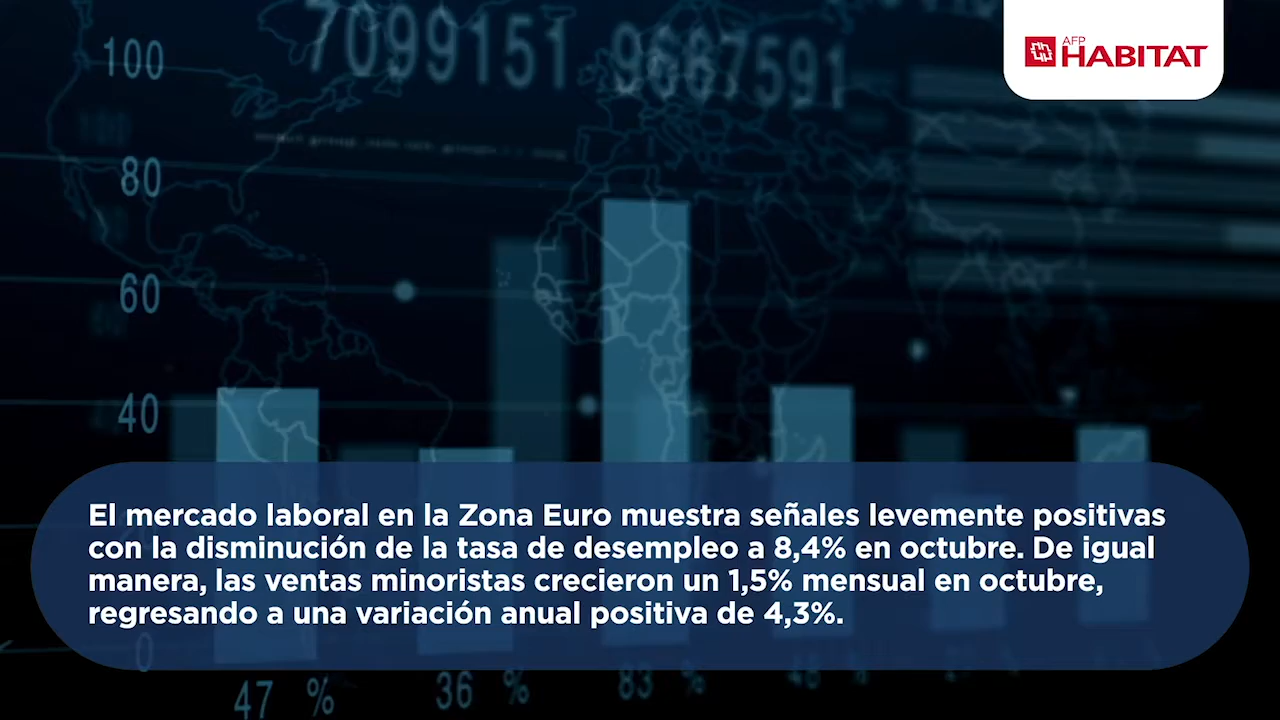 7099151 9687591
AFP
HABITAT
100
80
60
40
El mercado laboral en la Zona Euro muestra señales levemente positivas
con la disminución de la tasa de desempleo a 8,4% en octubre. De igual
manera, las ventas minoristas crecieron un 1,5% mensual en octubre,
regresando a una variación anual positiva de 4,3%.
0
47 % 36 % 83 %